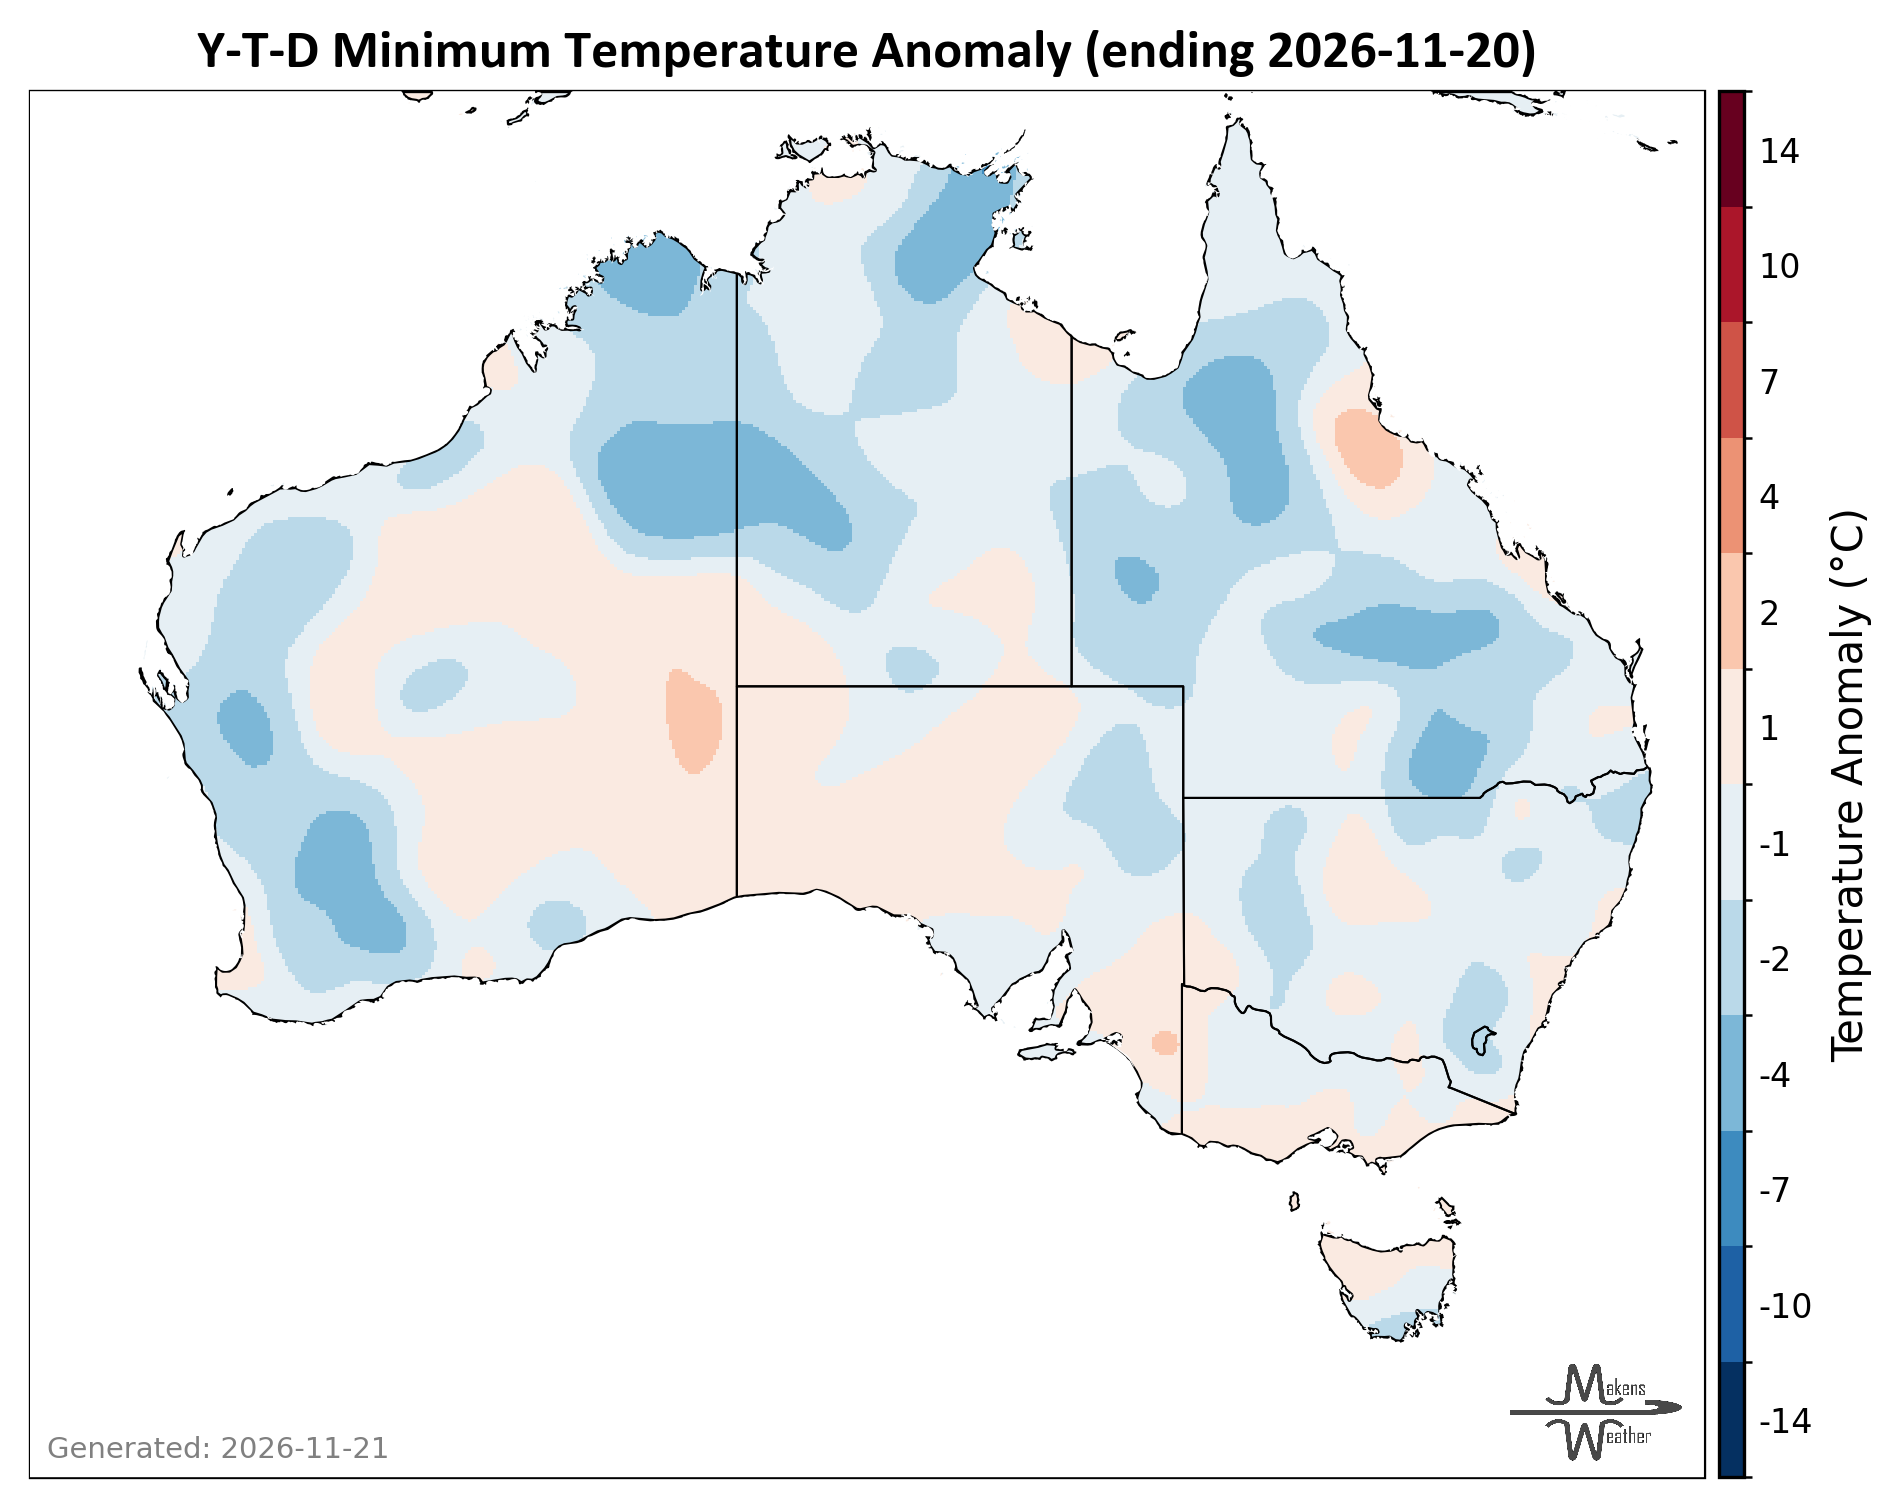 Y-T-D Minimum Temperature Anomaly (ending 2026-11-20)
14
10
7
4
2
1
-1
-2
-4
-7
-10
-14
Temperature Anomaly (°C)
Makens
Weather
Generated: 2026-11-21